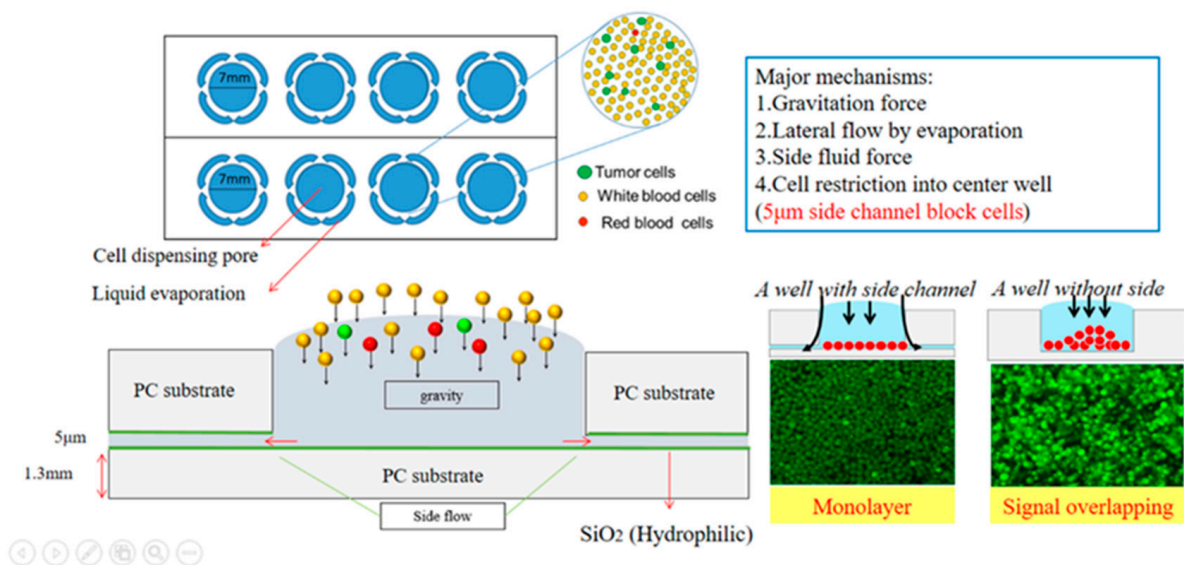 7mm
7mm
Tumor cells
White blood cells
Red blood cells
Major mechanisms:
1.Gravitation force
2.Lateral flow by evaporation
3.Side fluid force
4.Cell restriction into center well
(5μm side channel block cells)
Cell dispensing pore
Liquid evaporation
PC substrate
gravity
PC substrate
5μm
1.3mm
PC substrate
Side flow
SiO2 (Hydrophilic)
A well with side channel
Monolayer
A well without side
Signal overlapping